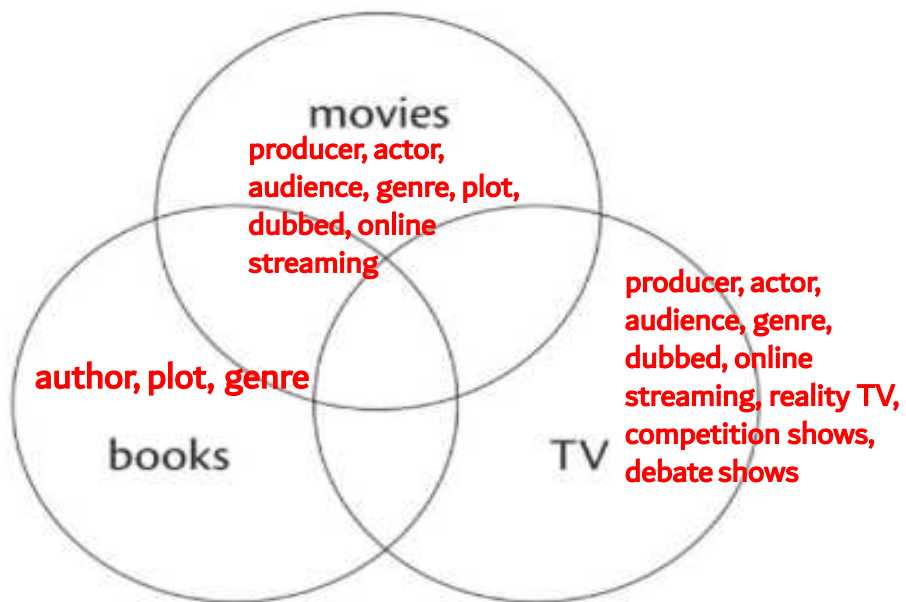 movies
producer, actor,
audience, genre, plot,
dubbed, online
streaming
producer, actor,
audience, genre,
dubbed, online
streaming, reality TV,
competition shows,
debate shows
author, plot, genre
books
TV